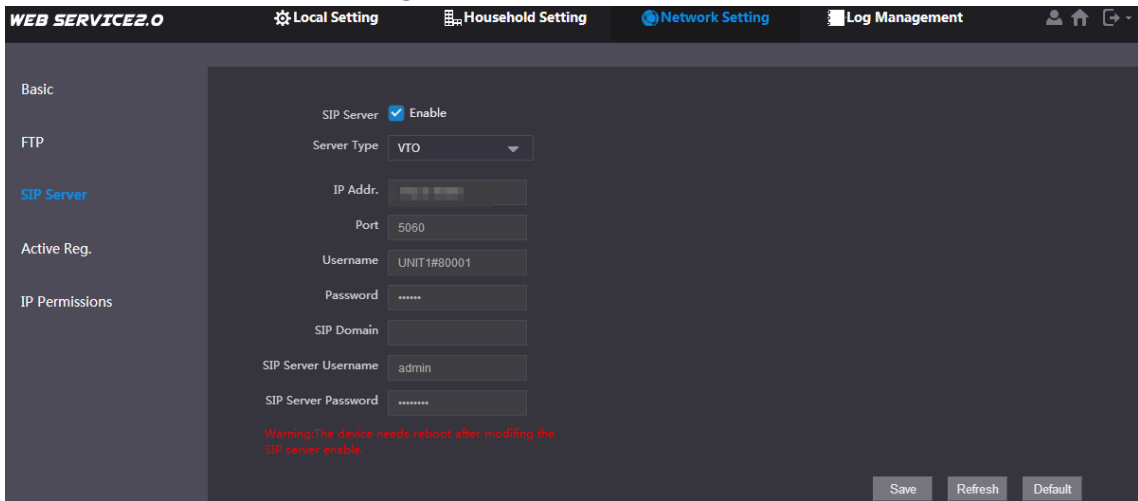 WEB SERVICE2.0 Local Setting Household Setting Network Setting Log Management
Basic
FTP
SIP Server
Active Reg.
IP Permissions
SIP Server Enable
Server Type VTO
IP Addr.
Port 5060
Username UNIT1#80001
Password ••••••
SIP Domain
SIP Server Username admin
SIP Server Password ••••••••
Warning:The device needs reboot after modifing the
SIP server enable.
Save Refresh Default